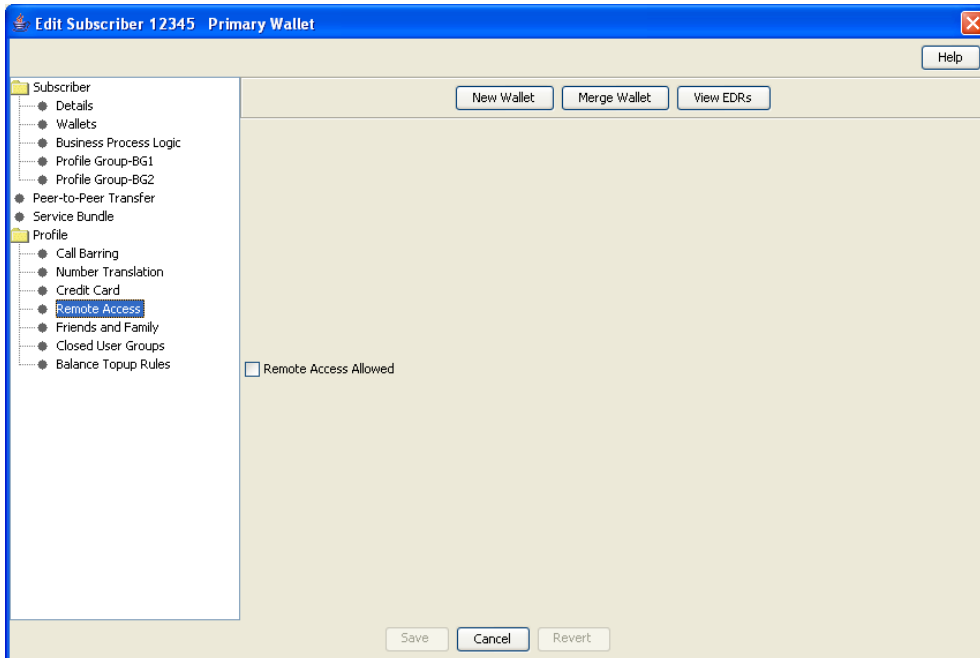 Edit Subscriber 12345   Primary Wallet
Help
Subscriber
Details
Wallets
Business Process Logic
Profile Group-BG1
Profile Group-BG2
Peer-to-Peer Transfer
Service Bundle
Profile
Call Barring
Number Translation
Credit Card
Remote Access
Friends and Family
Closed User Groups
Balance Topup Rules
New Wallet Merge Wallet View EDRs
Remote Access Allowed
Save Cancel Revert